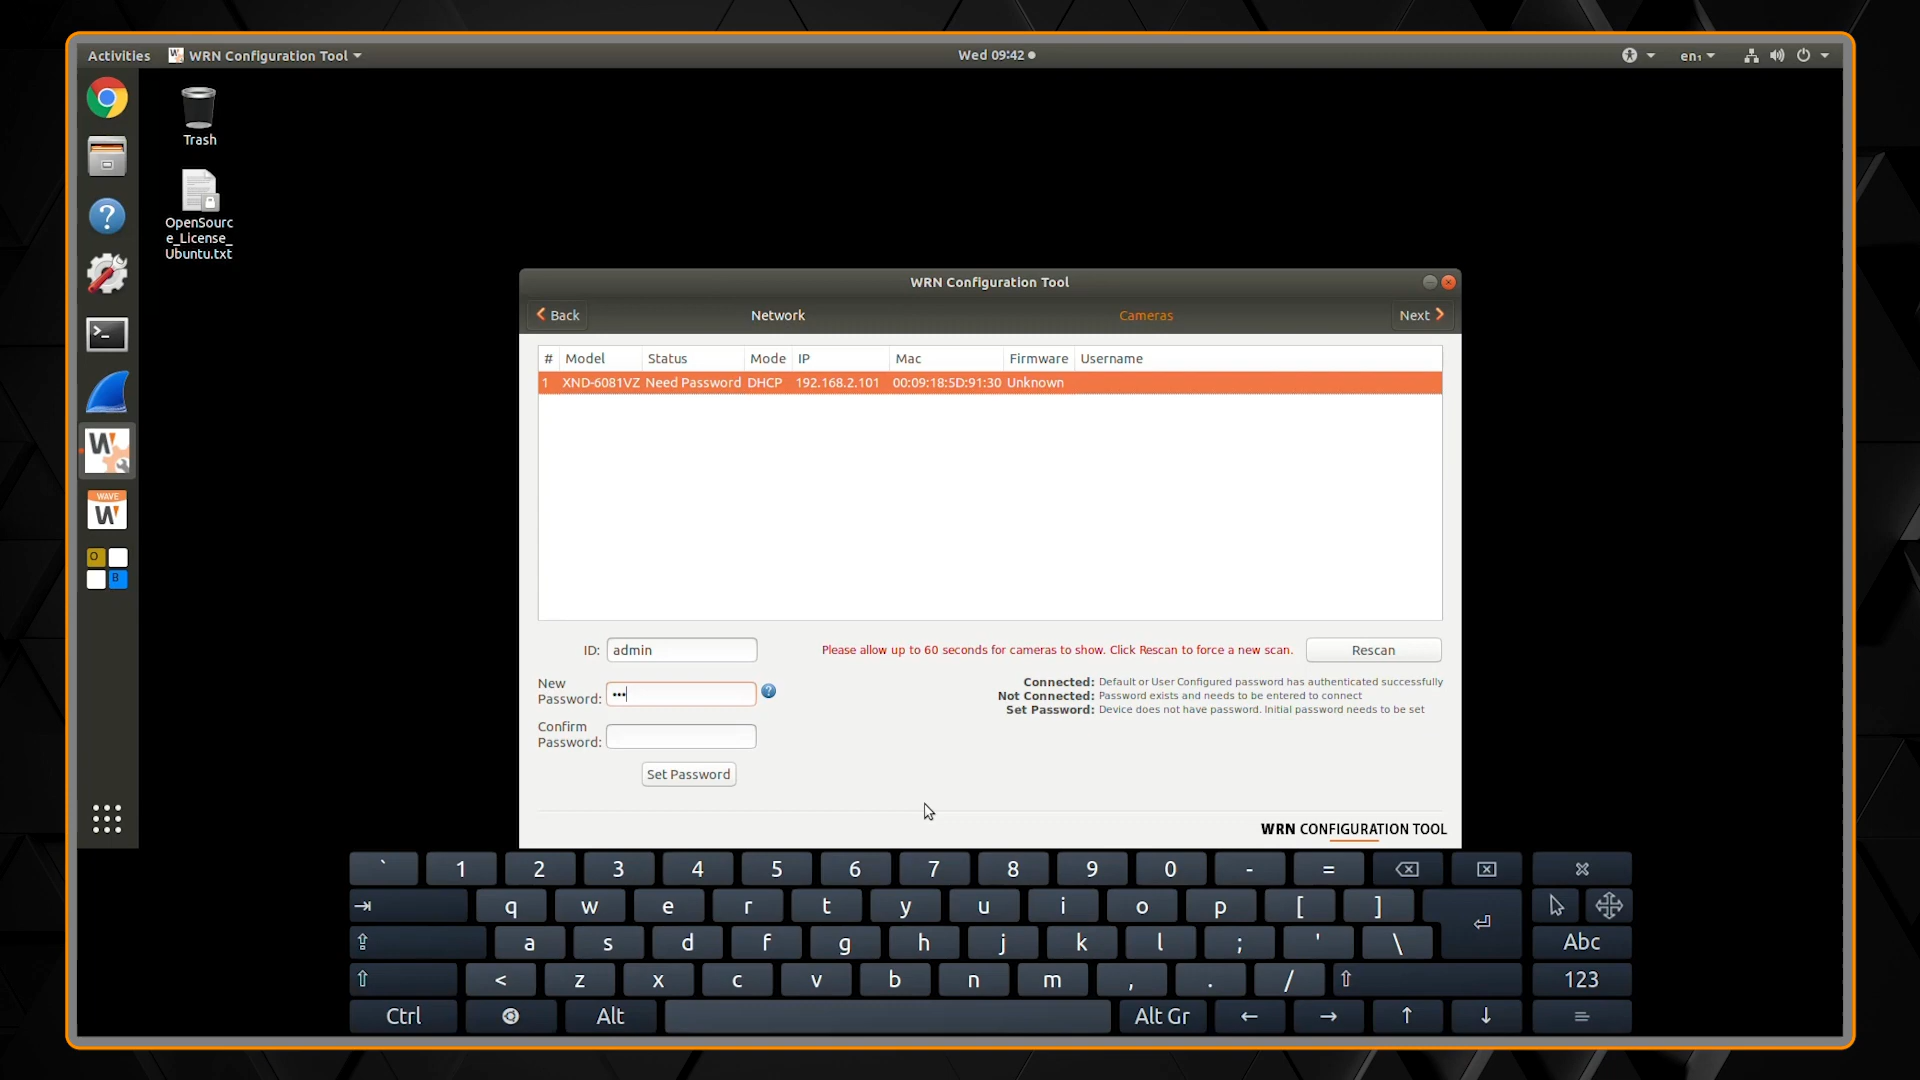 Activities WRN Configuration Tool Wed 09:42 en₁
Trash
OpenSourc
e_License_
Ubuntu.txt
WRN Configuration Tool
Back Network Cameras Next
# Model Status Mode IP Mac Firmware Username
1 XND-6081VZ Need Password DHCP 192.168.2.101 00:09:18:5D:91:30 Unknown
W
WAVE
W
O
B
ID: admin Please allow up to 60 seconds for cameras to show. Click Rescan to force a new scan. Rescan
New
Password: •••
?
Connected: Default or User Configured password has authenticated successfully
Not Connected: Password exists and needs to be entered to connect
Set Password: Device does not have password. Initial password needs to be set
Confirm
Password:
Set Password
WRN CONFIGURATION TOOL
` 1 2 3 4 5 6 7 8 9 0 - =
q w e r t y u i o p [ ]
a s d f g h j k l ; ' \ Abc
< z x c v b n m , . / 123
Ctrl Alt Alt Gr ← → ↑ ↓